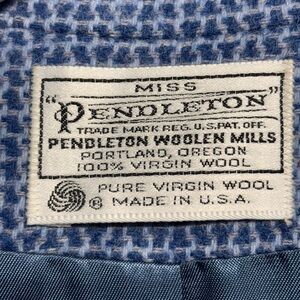 MISS
"PENDLETON"
TRADE MARK REG. U.S. PAT. OFF.
PENDLETON WOOLEN MILLS
PORTLAND, OREGON
100% VIRGIN WOOL
PURE VIRGIN WOOL
® MADE IN U.S.A.